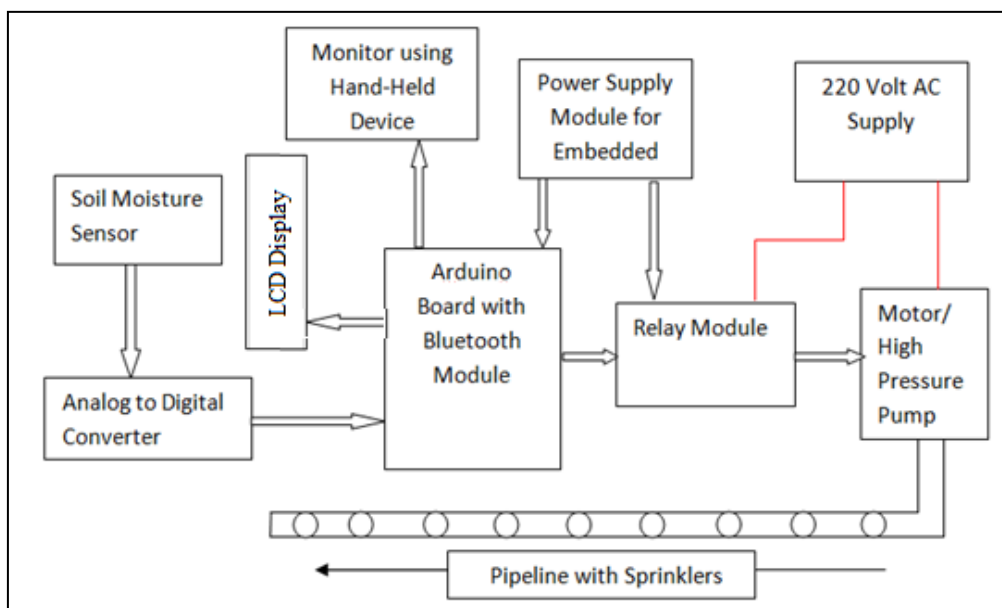 Monitor using
Hand-Held
Device
Power Supply
Module for
Embedded
220 Volt AC
Supply
Soil Moisture
Sensor
LCD Display
Arduino
Board with
Bluetooth
Module
Relay Module
Motor/
High
Pressure
Pump
Analog to Digital
Converter
Pipeline with Sprinklers